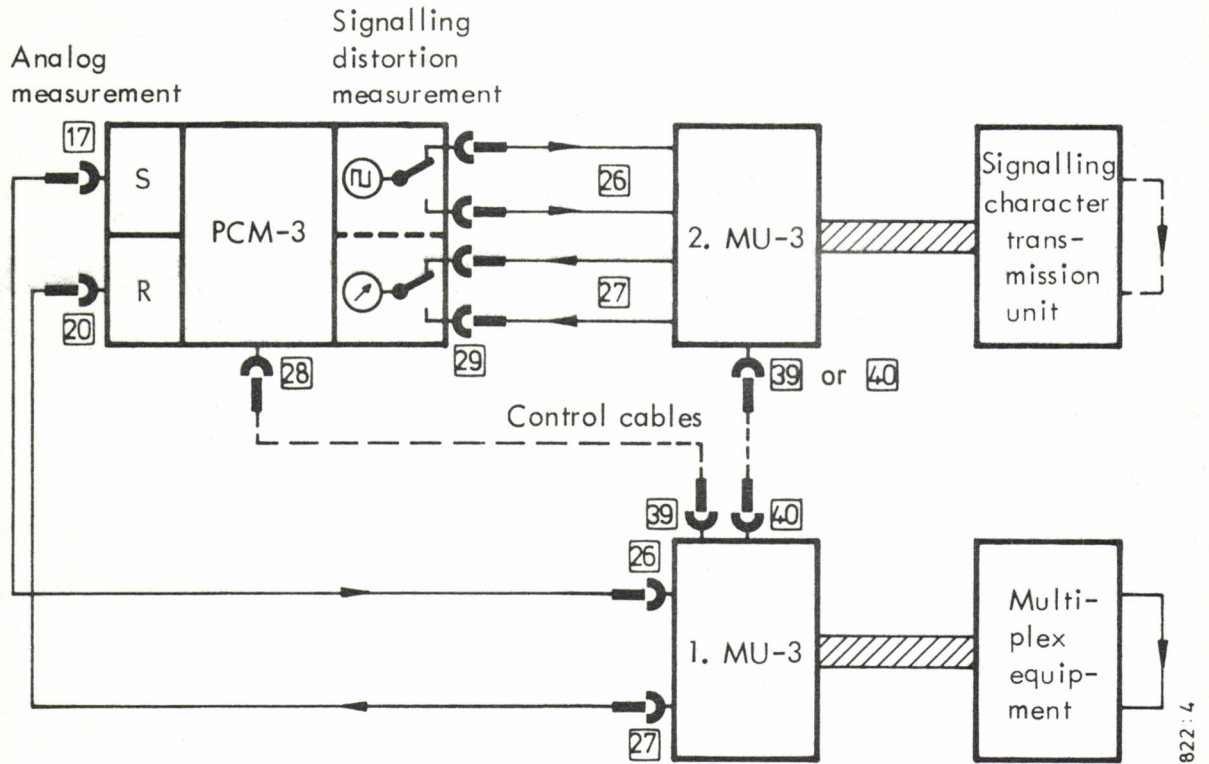 Analog
measurement
Signalling
distortion
measurement
17
S
PCM-3
R
20
28
29
26
27
2. MU-3
Signalling
character
trans-
mission
unit
39 or 40
Control cables
39
40
26
1. MU-3
27
Multi-
plex
equip-
ment
822:4